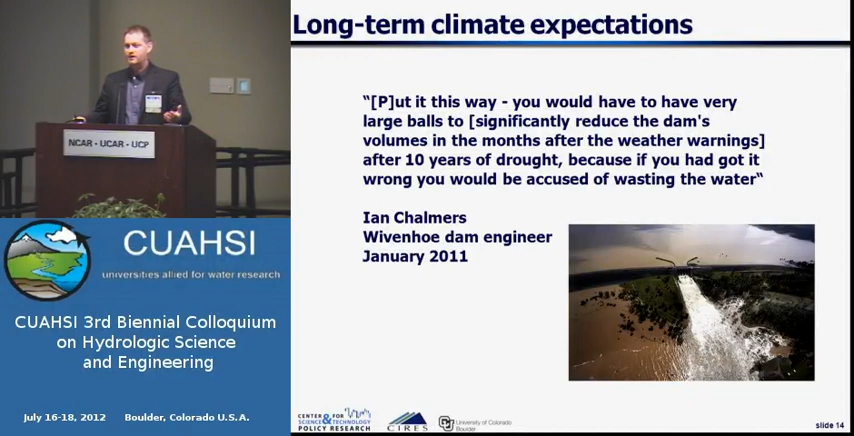 Long-term climate expectations
NCAR - UCAR - UCP
"[P]ut it this way - you would have to have very
large balls to [significantly reduce the dam's
volumes in the months after the weather warnings]
after 10 years of drought, because if you had got it
wrong you would be accused of wasting the water"
Ian Chalmers
Wivenhoe dam engineer
January 2011
CUAHSI
universities allied for water research
CUAHSI 3rd Biennial Colloquium
on Hydrologic Science
and Engineering
July 16-18, 2012 Boulder, Colorado U.S.A.
CENTER FOR
SCIENCE & TECHNOLOGY
POLICY RESEARCH
CIRES
University of Colorado
Boulder
slide 14